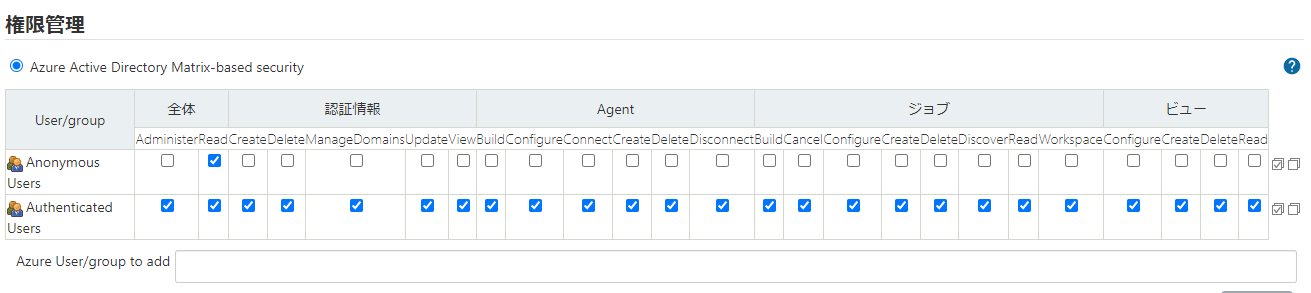 権限管理
Azure Active Directory Matrix-based security
User/group 全体 認証情報 Agent ジョブ ビュー
Administer Read Create Delete ManageDomains Update View Build Configure Connect Create Delete Disconnect Build Cancel Configure Create Delete Discover Read Workspace Configure Create Delete Read
Anonymous
Users
Authenticated
Users
Azure User/group to add